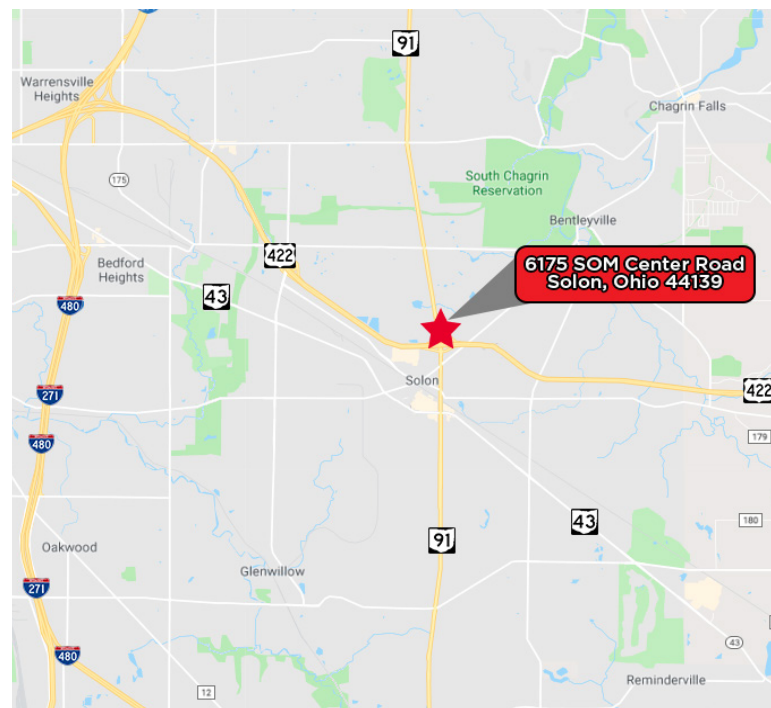 91
Warrensville
Heights
Chagrin Falls
175
South Chagrin
Reservation
Bentleyville
422
6175 SOM Center Road
Solon, Ohio 44139
Bedford
Heights
43
480
271
Solon
422
179
480
43
180
91
Oakwood
Glenwillow
271
43
480
12
Reminderville